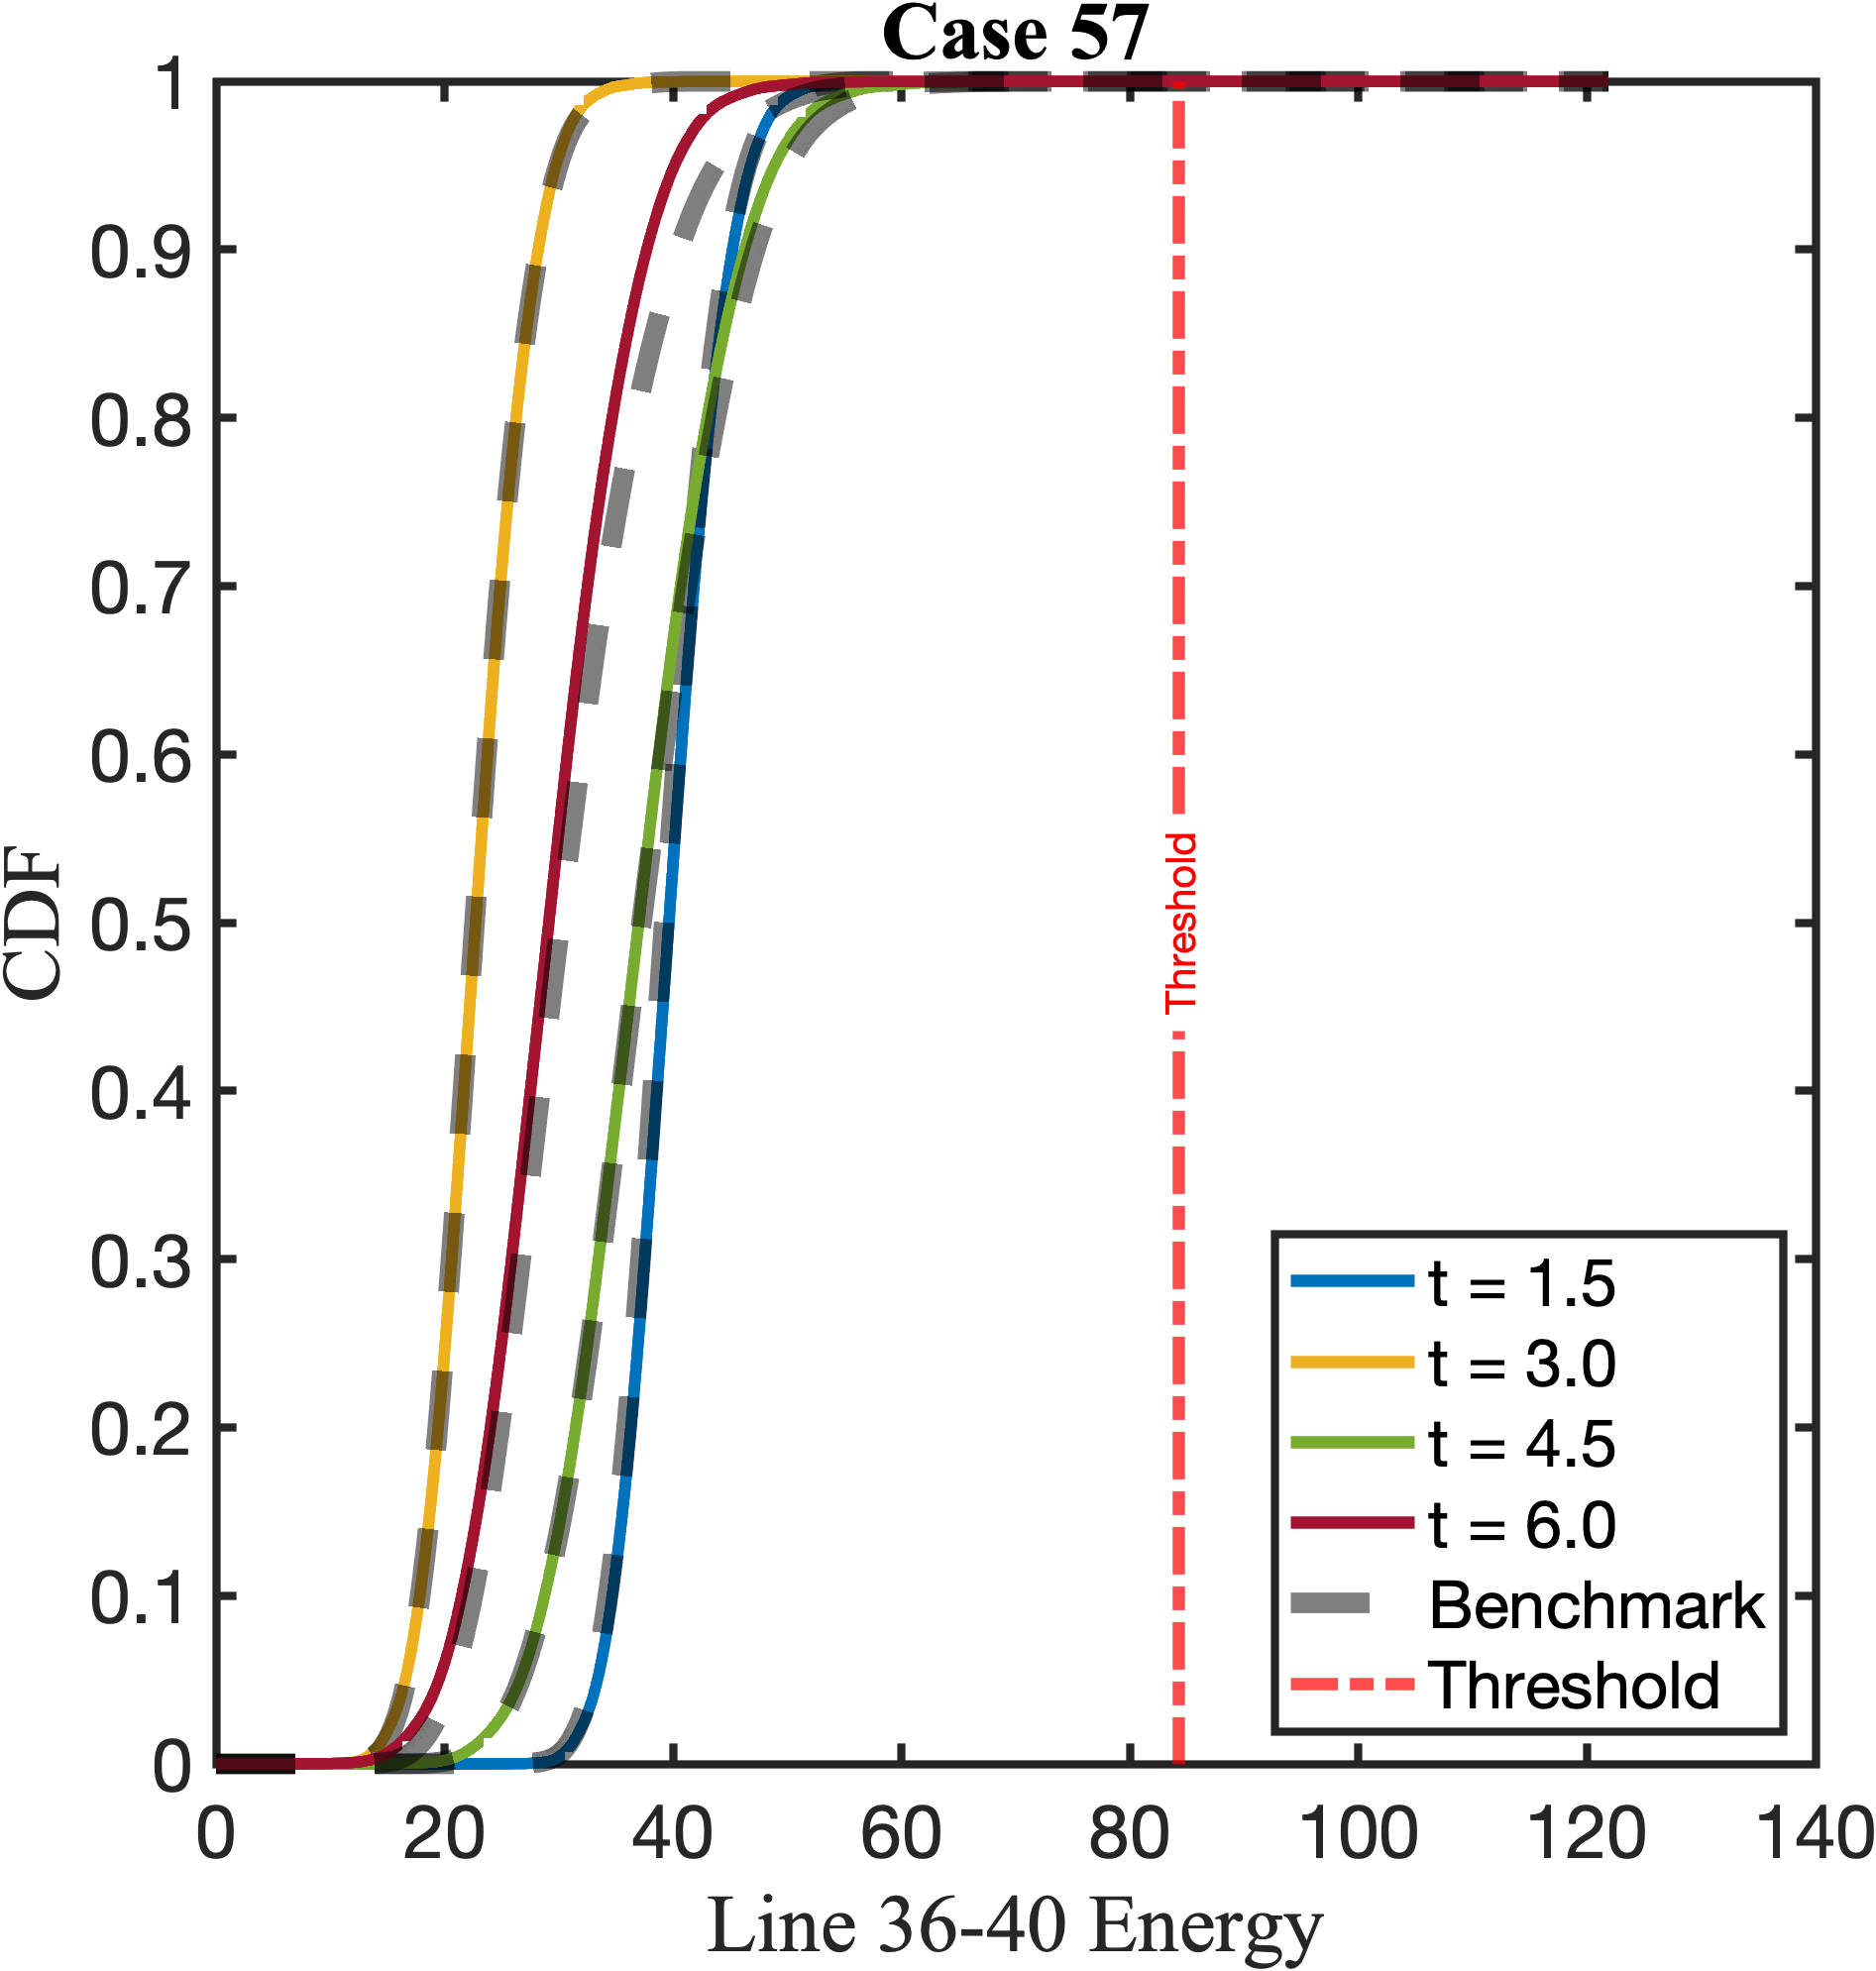 Case 57
1
0.9
0.8
0.7
0.6
0.5
0.4
0.3
0.2
0.1
0
CDF
Threshold
t = 1.5
t = 3.0
t = 4.5
t = 6.0
Benchmark
Threshold
0 20 40 60 80 100 120 140
Line 36-40 Energy